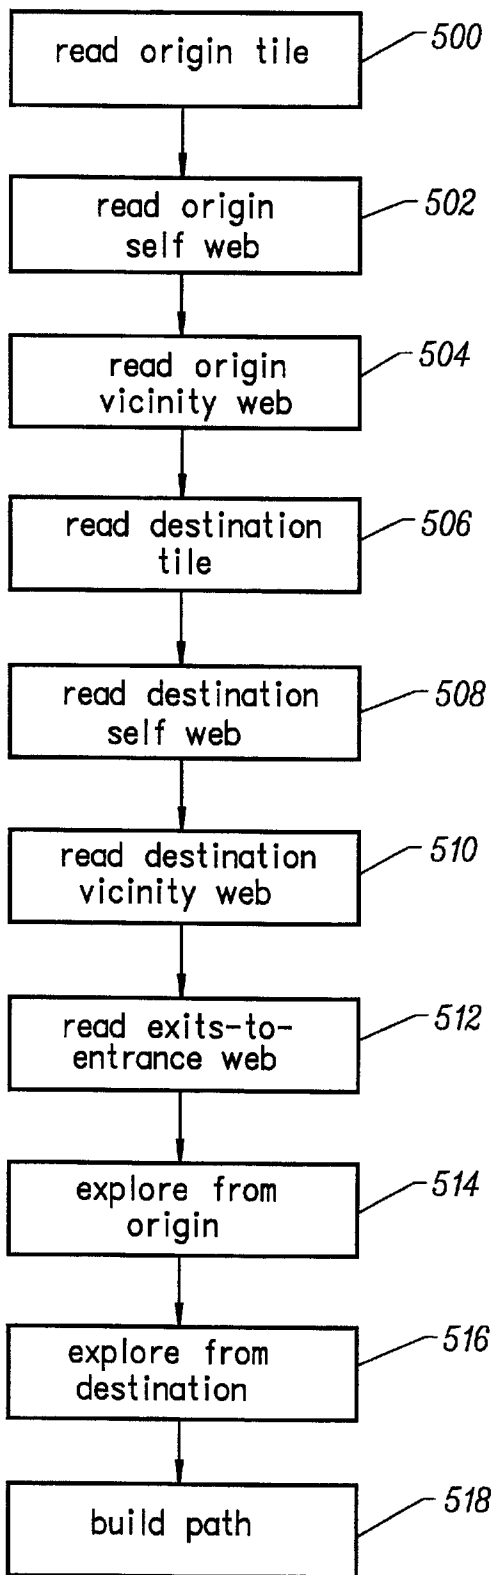 read origin tile
500
read origin
self web
502
read origin
vicinity web
504
read destination
tile
506
read destination
self web
508
read destination
vicinity web
510
read exits-to-
entrance web
512
explore from
origin
514
explore from
destination
516
build path
518